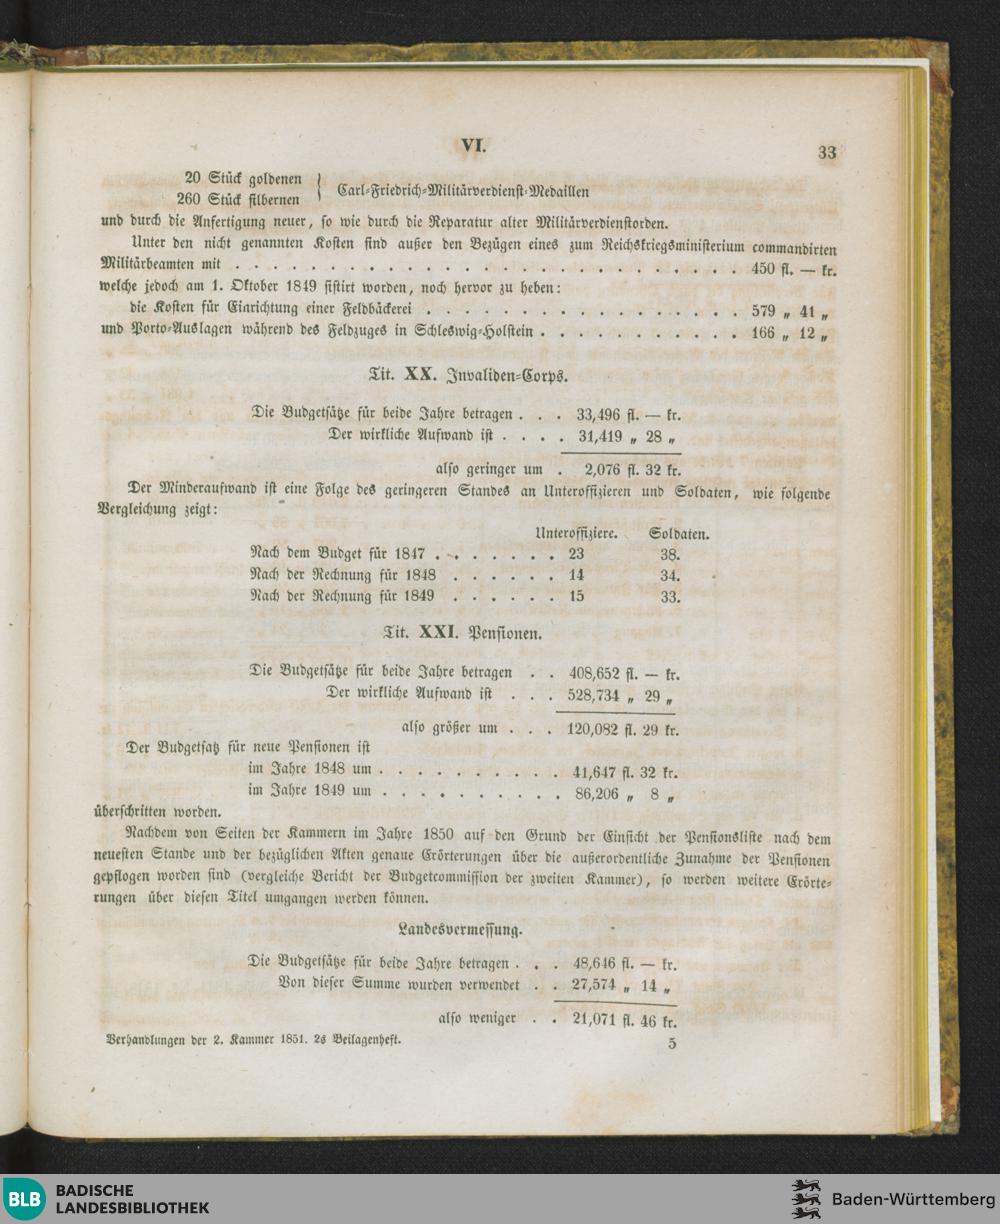 VI. 33
20 Stück goldenen
260 Stück silbernen } Carl-Friedrich-Militärverdienst-Medaillen
und durch die Anfertigung neuer, so wie durch die Reparatur alter Militärverdienstorden.
Unter den nicht genannten Kosten sind außer den Bezügen eines zum Reichskriegsministerium commandirten
Militärbeamten mit . . . . . . . . . . . . . . . . . . . . . . . . 450 fl. — kr.
welche jedoch am 1. Oktober 1849 sistirt worden, noch hervor zu heben:
die Kosten für Einrichtung einer Feldbäckerei . . . . . . . . . . . . . . . . 579 „ 41 „
und Porto-Auslagen während des Feldzuges in Schleswig-Holstein . . . . . . . . . . . 166 „ 12 „
Tit. XX. Invaliden-Corps.
Die Budgetsätze für beide Jahre betragen . . . 33,496 fl. — kr.
Der wirkliche Aufwand ist . . . . 31,419 „ 28 „
also geringer um . 2,076 fl. 32 kr.
Der Minderaufwand ist eine Folge des geringeren Standes an Unteroffizieren und Soldaten, wie folgende
Vergleichung zeigt:
Unteroffiziere. Soldaten.
Nach dem Budget für 1847 . . . . . . . 23 38.
Nach der Rechnung für 1848 . . . . . . 14 34.
Nach der Rechnung für 1849 . . . . . . 15 33.
Tit. XXI. Pensionen.
Die Budgetsätze für beide Jahre betragen . . 408,652 fl. — kr.
Der wirkliche Aufwand ist . . . 528,734 „ 29 „
also größer um . . . 120,082 fl. 29 kr.
Der Budgetsatz für neue Pensionen ist
im Jahre 1848 um . . . . . . . . . . 41,647 fl. 32 kr.
im Jahre 1849 um . . . . . . . . . . 86,206 „ 8 „
überschritten worden.
Nachdem von Seiten der Kammern im Jahre 1850 auf den Grund der Einsicht der Pensionsliste nach dem
neuesten Stande und der bezüglichen Akten genaue Erörterungen über die außerordentliche Zunahme der Pensionen
gepflogen worden sind (vergleiche Bericht der Budgetcommission der zweiten Kammer), so werden weitere Erörte-
rungen über diesen Titel umgangen werden können.
Landesvermessung.
Die Budgetsätze für beide Jahre betragen . . . 48,646 fl. — kr.
Von dieser Summe wurden verwendet . . 27,574 „ 14 „
also weniger . . 21,071 fl. 46 kr.
Verhandlungen der 2. Kammer 1851. 2s Beilagenheft. 5
BLB BADISCHE
LANDESBIBLIOTHEK
Baden-Württemberg